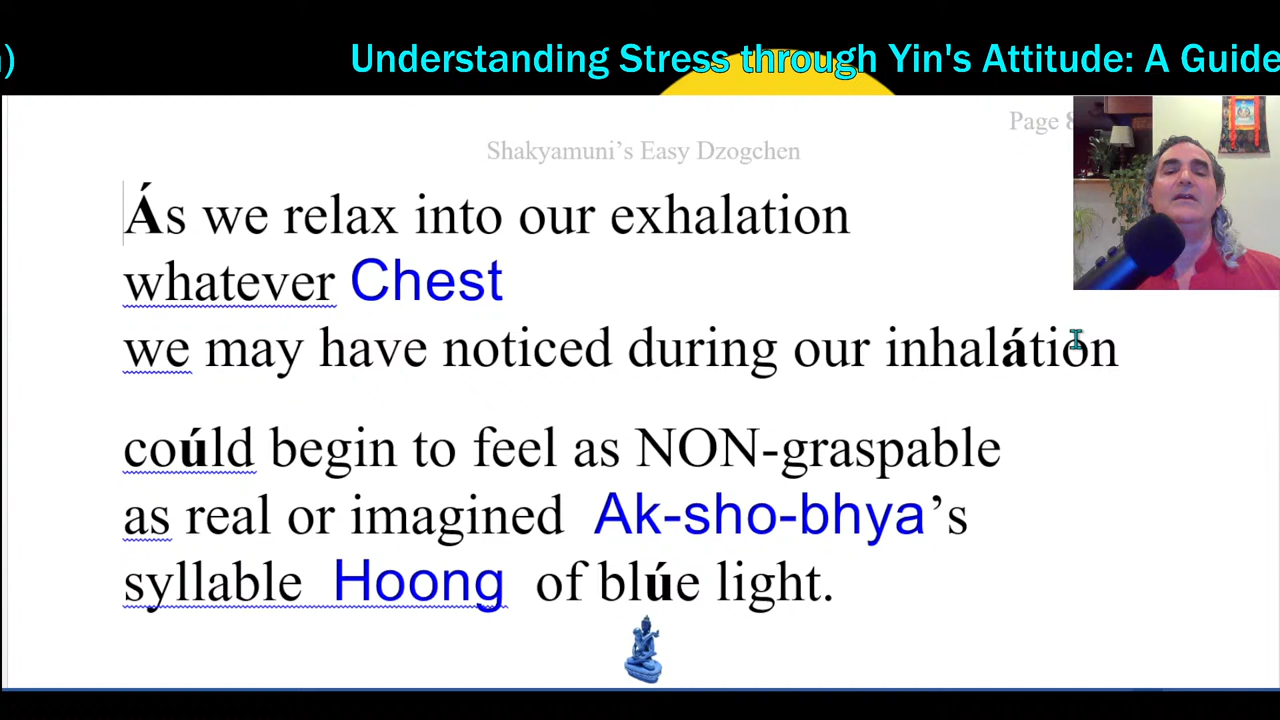 )
Understanding Stress through Yin's Attitude: A Guide
Page 8
Shakyamuni’s Easy Dzogchen
Ás we relax into our exhalation
whatever Chest
we may have noticed during our inhalátion
coúld begin to feel as NON-graspable
as real or imagined Ak-sho-bhya’s
syllable Hoong of blúe light.